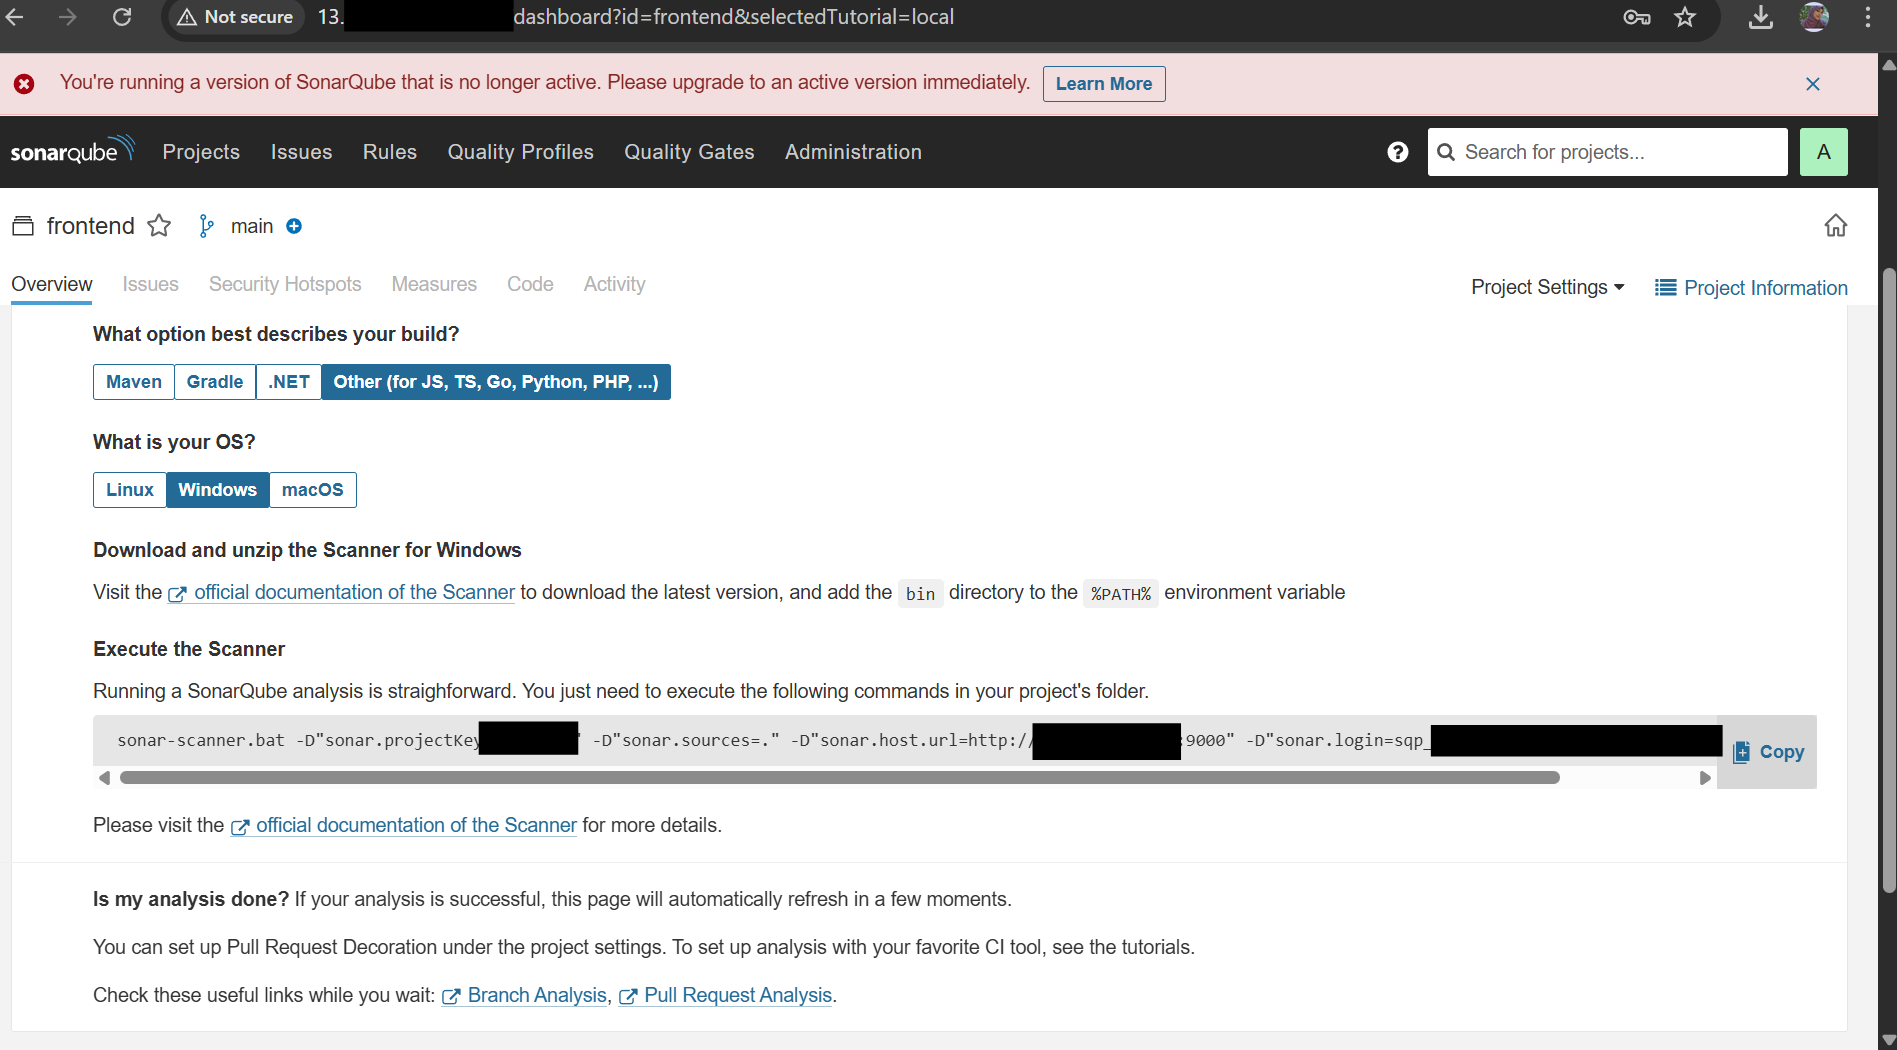 Not secure 13. dashboard?id=frontend&selectedTutorial=local
You're running a version of SonarQube that is no longer active. Please upgrade to an active version immediately. Learn More
sonarqube Projects Issues Rules Quality Profiles Quality Gates Administration ? Search for projects... A
frontend main
Overview Issues Security Hotspots Measures Code Activity Project Settings Project Information
What option best describes your build?
Maven Gradle .NET Other (for JS, TS, Go, Python, PHP, ...)
What is your OS?
Linux Windows macOS
Download and unzip the Scanner for Windows
Visit the official documentation of the Scanner to download the latest version, and add the bin directory to the %PATH% environment variable
Execute the Scanner
Running a SonarQube analysis is straighforward. You just need to execute the following commands in your project's folder.
sonar-scanner.bat -D"sonar.projectKey " -D"sonar.sources=." -D"sonar.host.url=http:// :9000" -D"sonar.login=sqp_ Copy
Please visit the official documentation of the Scanner for more details.
Is my analysis done? If your analysis is successful, this page will automatically refresh in a few moments.
You can set up Pull Request Decoration under the project settings. To set up analysis with your favorite CI tool, see the tutorials.
Check these useful links while you wait: Branch Analysis, Pull Request Analysis.